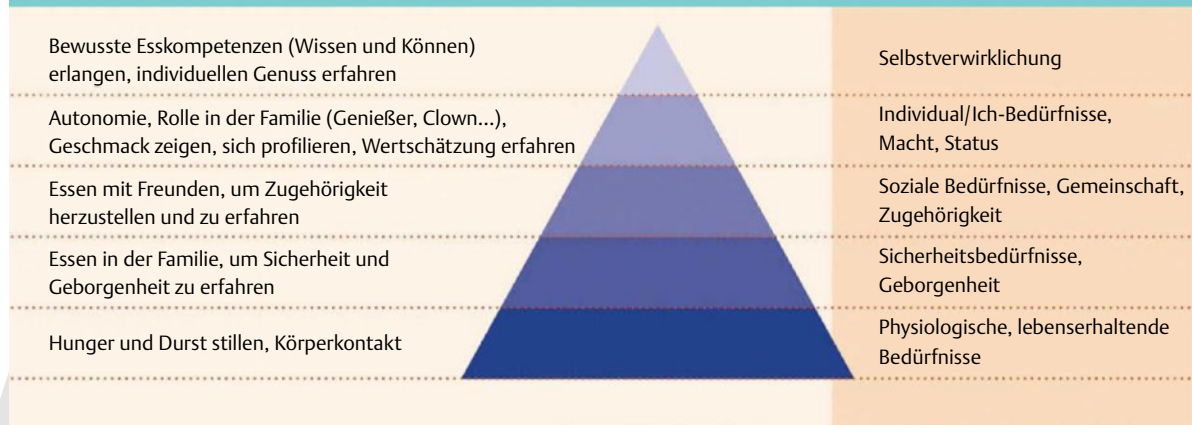 Bewusste Esskompetenzen (Wissen und Können)
erlangen, individuellen Genuss erfahren
Selbstverwirklichung
Autonomie, Rolle in der Familie (Genießer, Clown...),
Geschmack zeigen, sich profilieren, Wertschätzung erfahren
Individual/Ich-Bedürfnisse,
Macht, Status
Essen mit Freunden, um Zugehörigkeit
herzustellen und zu erfahren
Soziale Bedürfnisse, Gemeinschaft,
Zugehörigkeit
Essen in der Familie, um Sicherheit und
Geborgenheit zu erfahren
Sicherheitsbedürfnisse,
Geborgenheit
Hunger und Durst stillen, Körperkontakt
Physiologische, lebenserhaltende
Bedürfnisse